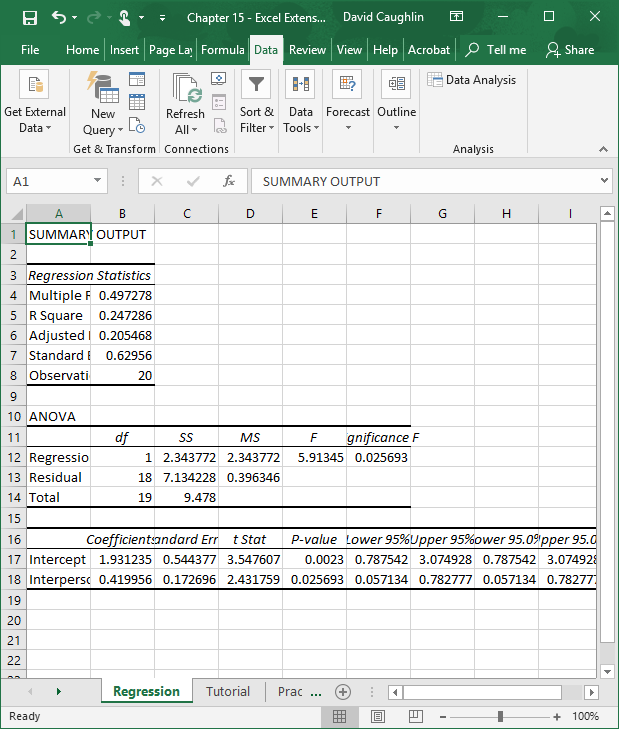 Chapter 15 - Excel Extens... David Caughlin
File Home Insert Page Lay Formula Data Review View Help Acrobat Tell me Share
Get External Data
New Query
Get & Transform
Refresh All
Connections
Sort & Filter
Data Tools
Forecast
Outline
Data Analysis
Analysis
A1 fx SUMMARY OUTPUT
A B C D E F G H I
1 SUMMARY OUTPUT
2
3 Regression Statistics
4 Multiple R 0.497278
5 R Square 0.247286
6 Adjusted 0.205468
7 Standard E 0.62956
8 Observati 20
9
10 ANOVA
11 df SS MS F gnificance F
12 Regressio 1 2.343772 2.343772 5.91345 0.025693
13 Residual 18 7.134228 0.396346
14 Total 19 9.478
15
16 Coefficients andard Err t Stat P-value Lower 95% Upper 95% ower 95.0% pper 95.0
17 Intercept 1.931235 0.544377 3.547607 0.0023 0.787542 3.074928 0.787542 3.074928
18 Interperso 0.419956 0.172696 2.431759 0.025693 0.057134 0.782777 0.057134 0.782777
19
20
21
22
Regression Tutorial Prac ...
Ready 100%